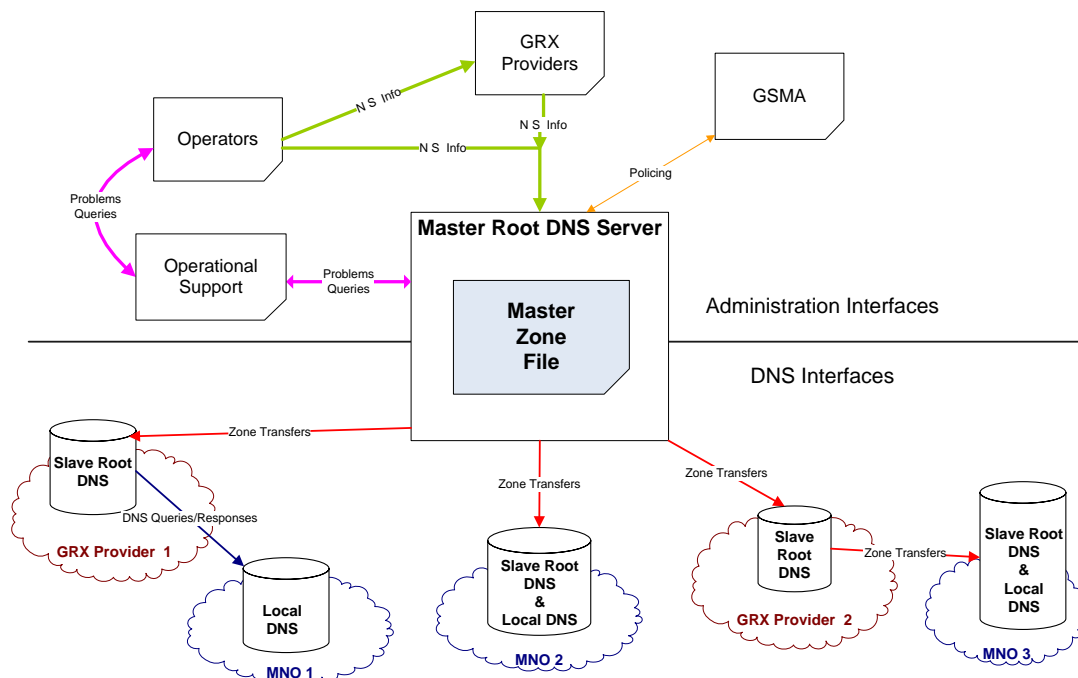 GRX
Providers
GSMA
N S Info
N S Info
Operators
N S Info
Policing
Problems
Queries
Master Root DNS Server
Operational
Support
Problems
Queries
Master
Zone
File
Administration Interfaces
DNS Interfaces
Zone Transfers
Slave Root
DNS
Zone Transfers
Zone Transfers
DNS Queries/Responses
GRX Provider 1
Slave
Root
DNS
Zone Transfers
Slave
Root
DNS
&
Local
DNS
Slave Root
DNS
&
Local DNS
Local
DNS
GRX Provider 2
MNO 1
MNO 2
MNO 3